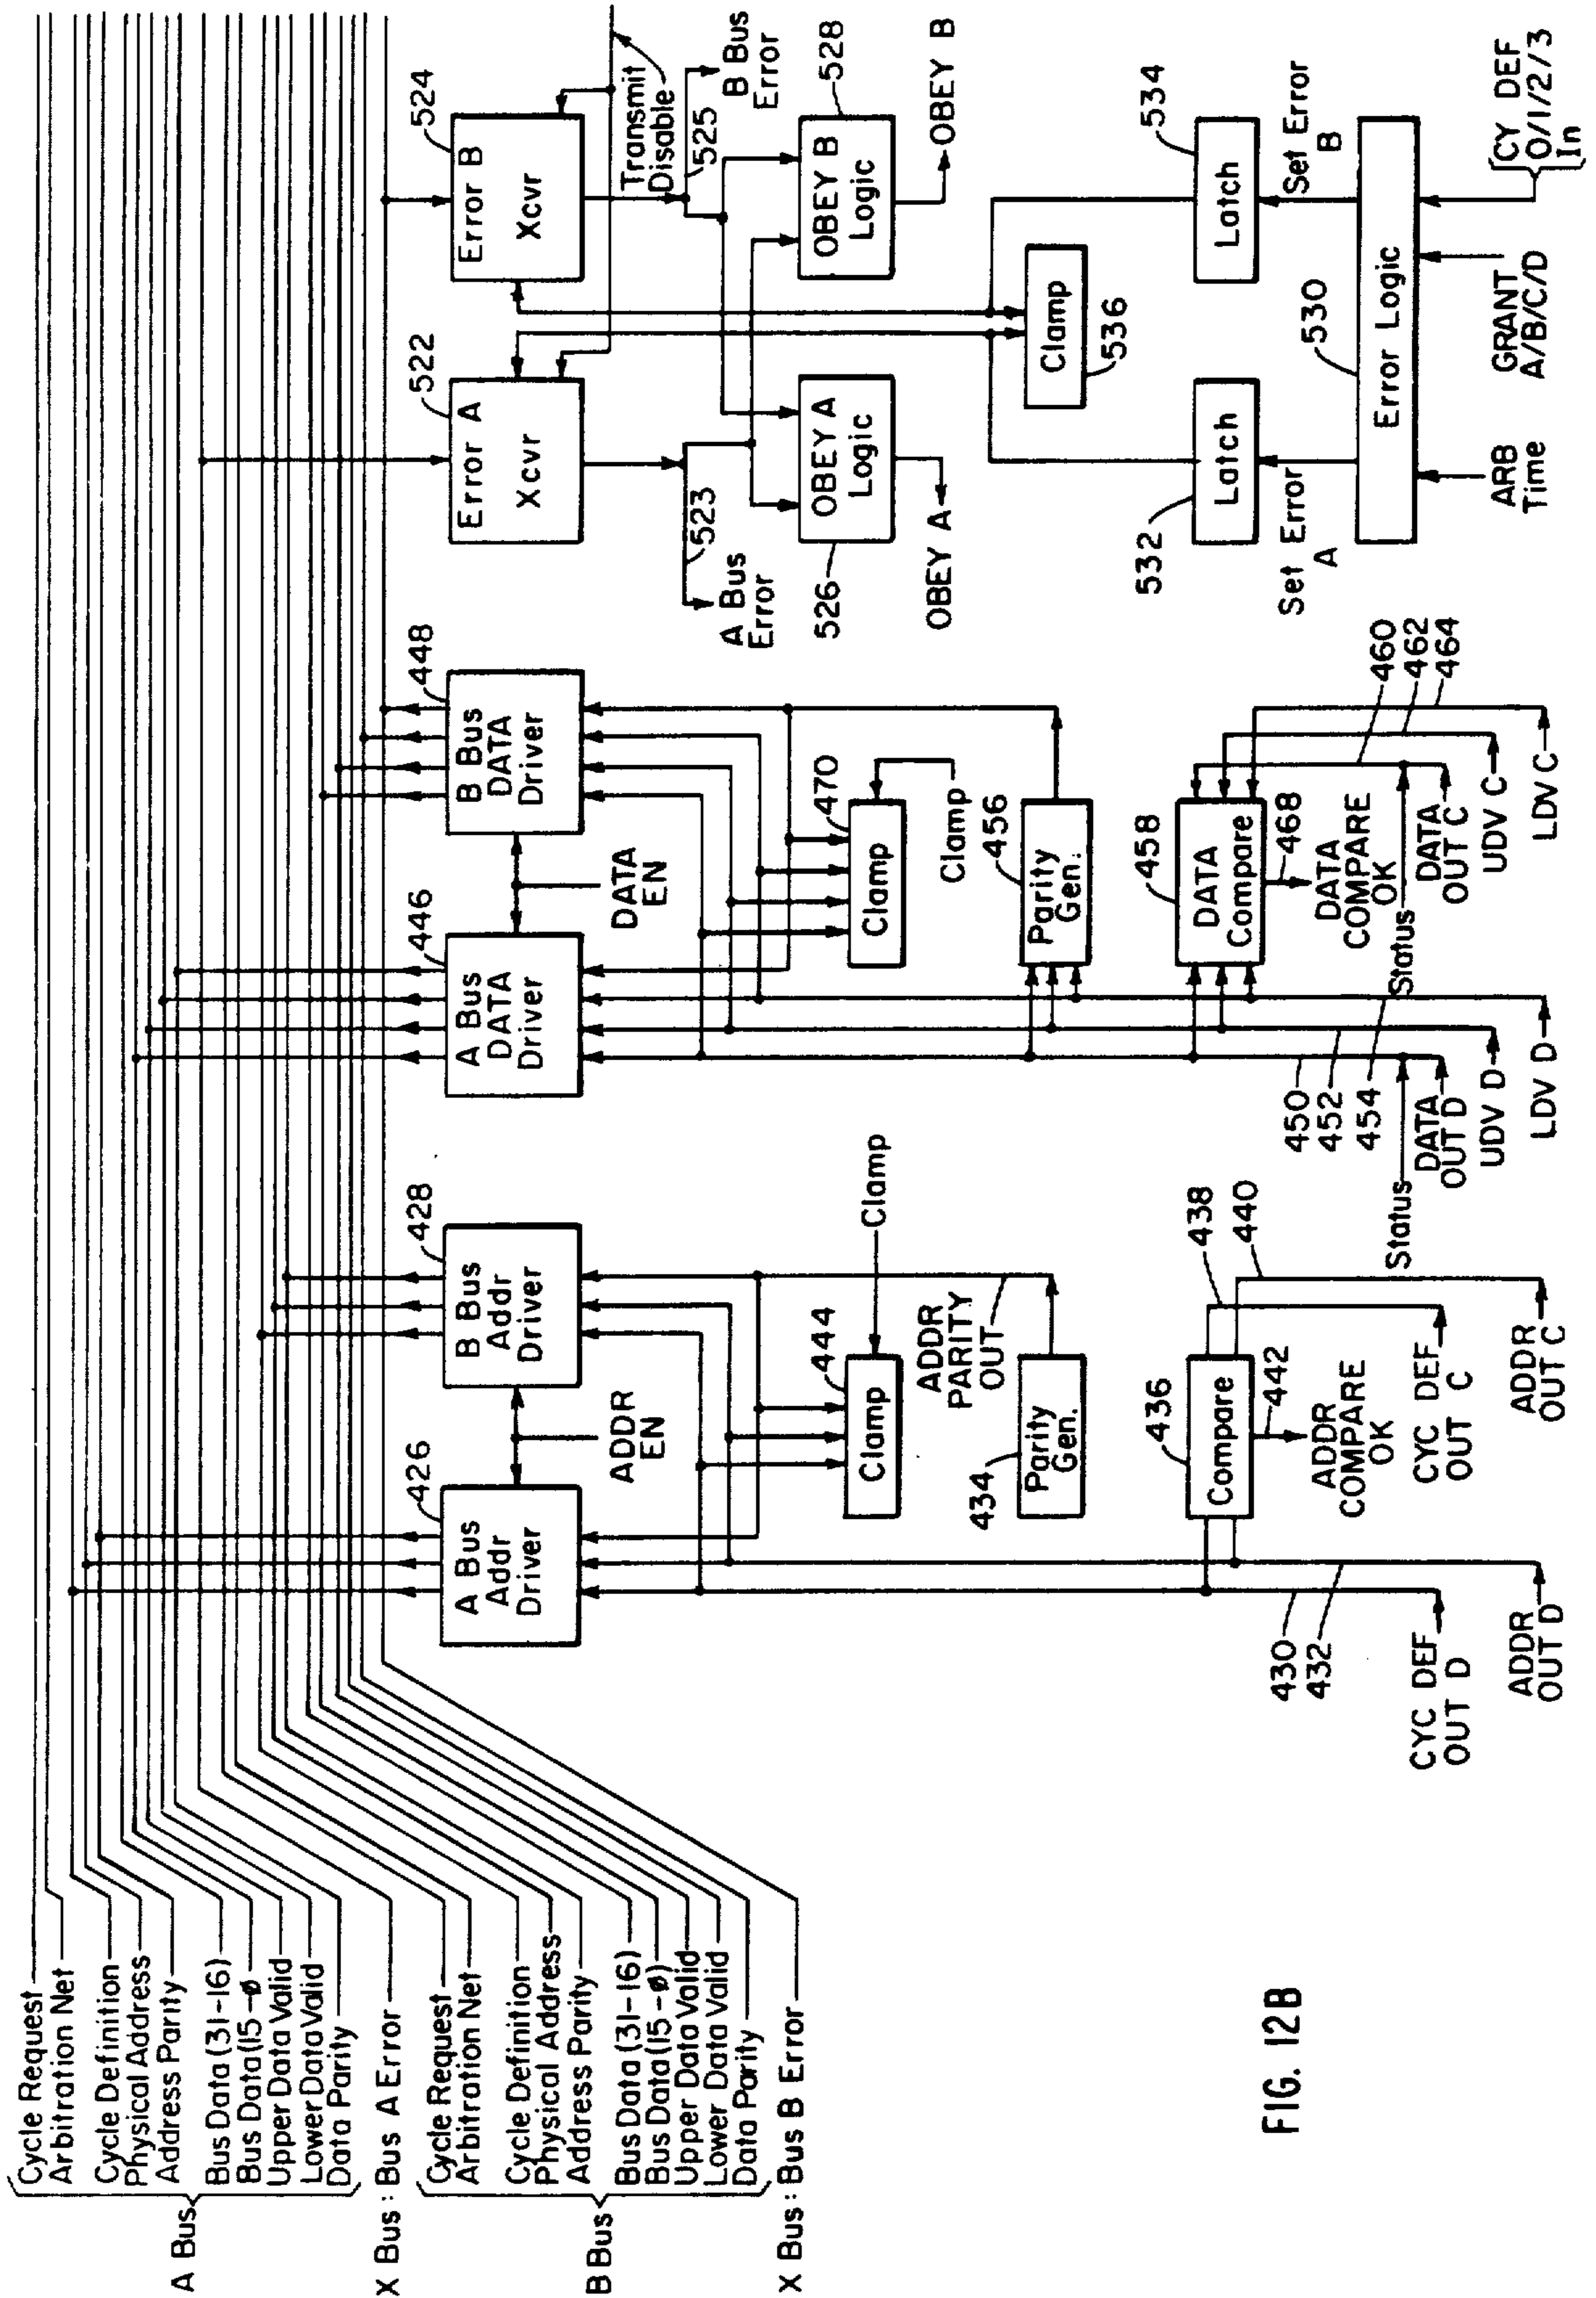 A Bus
Cycle Request
Arbitration Net
Cycle Definition
Physical Address
Address Parity
Bus Data (31-16)
Bus Data (15-ø)
Upper Data Valid
Lower Data Valid
Data Parity
X Bus: Bus A Error
B Bus
Cycle Request
Arbitration Net
Cycle Definition
Physical Address
Address Parity
Bus Data (31-16)
Bus Data (15-ø)
Upper Data Valid
Lower Data Valid
Data Parity
X Bus: Bus B Error
426
A Bus
Addr
Driver
ADDR
EN
428
B Bus
Addr
Driver
444
Clamp
Clamp
ADDR
PARITY
OUT
434
Parity
Gen.
436
Compare
438
440
442
ADDR
COMPARE
OK
430
432
CYC DEF
OUT D
ADDR
OUT D
CYC DEF
OUT C
ADDR
OUT C
446
A Bus
DATA
Driver
DATA
EN
448
B Bus
DATA
Driver
470
Clamp
Clamp
456
Parity
Gen.
458
DATA
Compare
468
DATA
COMPARE
OK
460
462
464
450
452
454
Status
DATA
OUT D
UDV D
LDV D
Status
DATA
OUT C
UDV C
LDV C
522
Error A
Xcvr
524
Error B
Xcvr
Transmit
Disable
523
A Bus
Error
525
B Bus
Error
526
OBEY A
Logic
OBEY A
528
OBEY B
Logic
OBEY B
Clamp
536
532
Latch
534
Latch
Set Error
A
Set Error
B
530
Error Logic
ARB
Time
GRANT
A/B/C/D
CY DEF
0/1/2/3
In
FIG. 12B